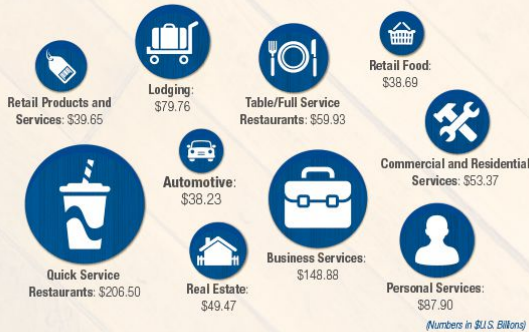 Retail Products and
Services: $39.65
Lodging:
$79.76
Table/Full Service
Restaurants: $59.93
Retail Food:
$38.69
Commercial and Residential
Services: $53.37
Automotive:
$38.23
Quick Service
Restaurants: $206.50
Real Estate:
$49.47
Business Services:
$148.88
Personal Services:
$87.90
(Numbers in $U.S. Billions)